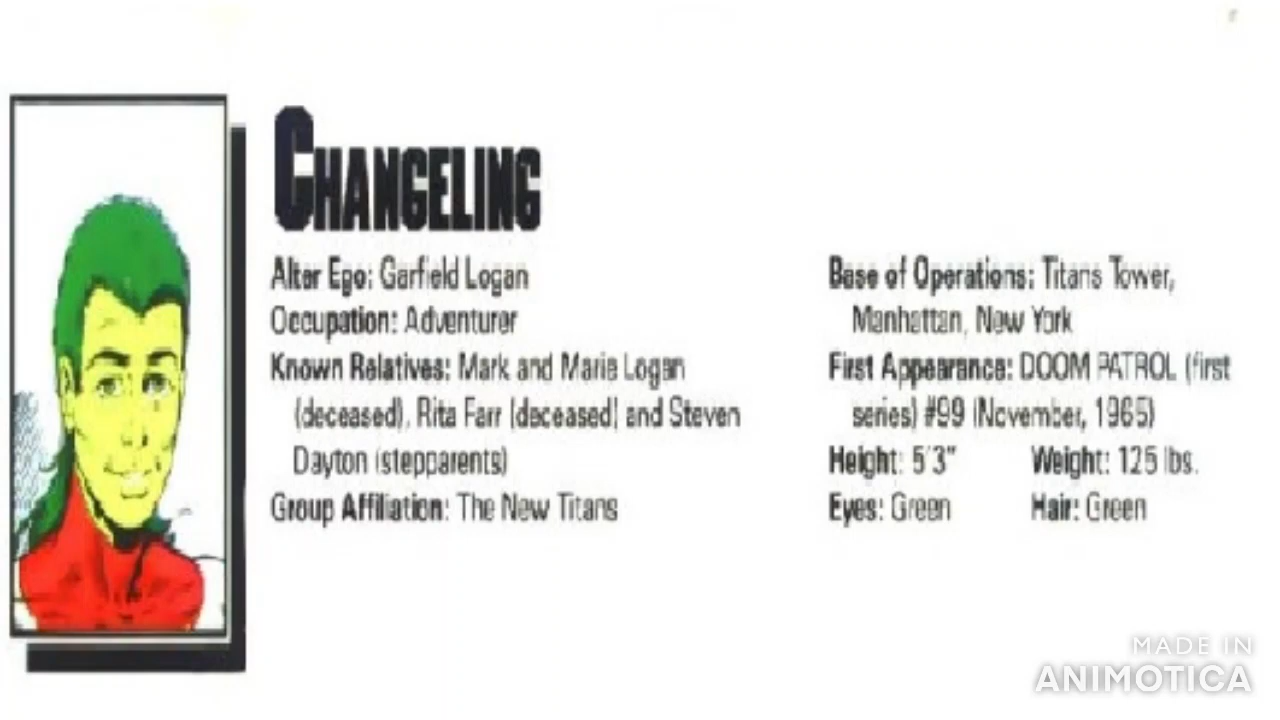 CHANGELING
Alter Ego: Garfield Logan
Occupation: Adventurer
Known Relatives: Mark and Marie Logan
(deceased), Rita Farr (deceased) and Steven
Dayton (stepparents)
Group Affiliation: The New Titans
Base of Operations: Titans Tower,
Manhattan, New York
First Appearance: DOOM PATROL (first
series) #99 (November, 1965)
Height: 5'3" Weight: 125 lbs.
Eyes: Green Hair: Green
MADE IN
ANIMOTICA